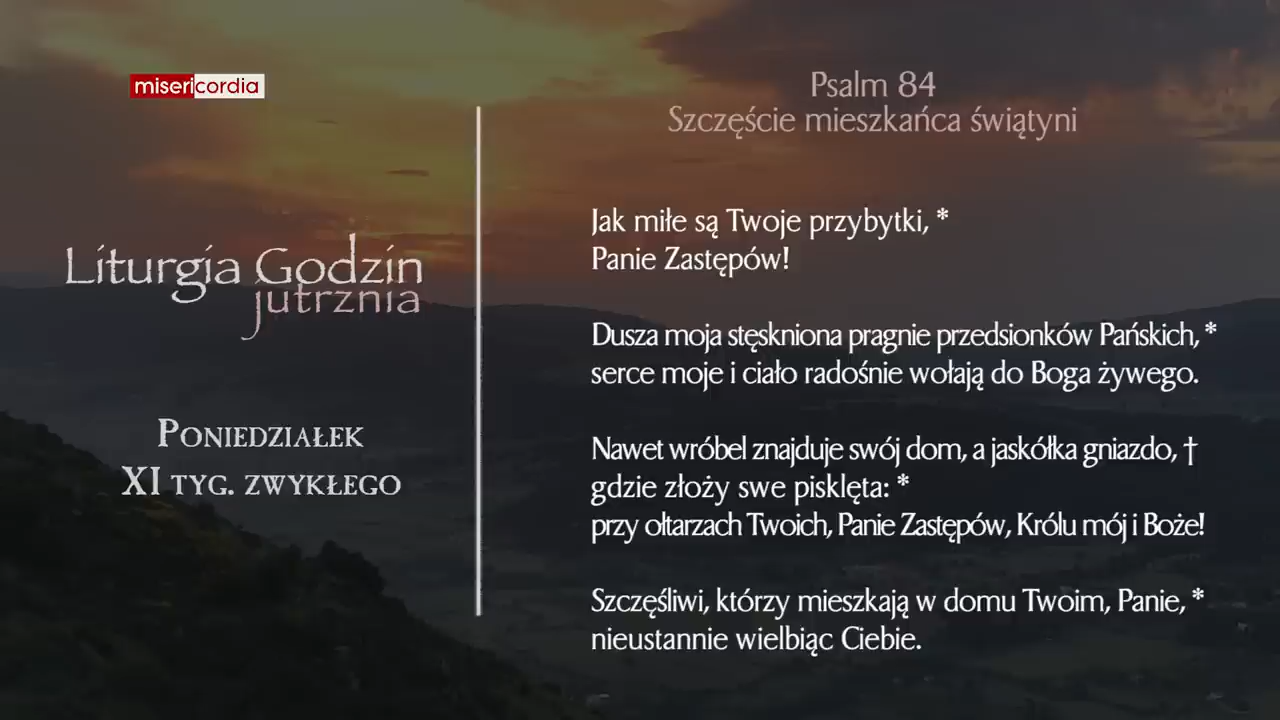 misericordia
Liturgia Godzin
jutrznia
Poniedziałek
XI tyg. zwykłego
Psalm 84
Szczęście mieszkańca świątyni
Jak miłe są Twoje przybytki, *
Panie Zastępów!
Dusza moja stęskniona pragnie przedsionków Pańskich, *
serce moje i ciało radośnie wołają do Boga żywego.
Nawet wróbel znajduje swój dom, a jaskółka gniazdo, †
gdzie złoży swe pisklęta: *
przy ołtarzach Twoich, Panie Zastępów, Królu mój i Boże!
Szczęśliwi, którzy mieszkają w domu Twoim, Panie, *
nieustannie wielbiąc Ciebie.